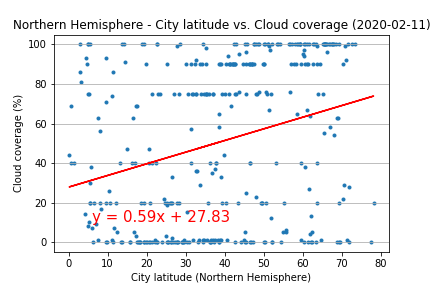 Northern Hemisphere - City latitude vs. Cloud coverage (2020-02-11)
Cloud coverage (%)
100
80
60
40
20
0
y = 0.59x + 27.83
0 10 20 30 40 50 60 70 80
City latitude (Northern Hemisphere)